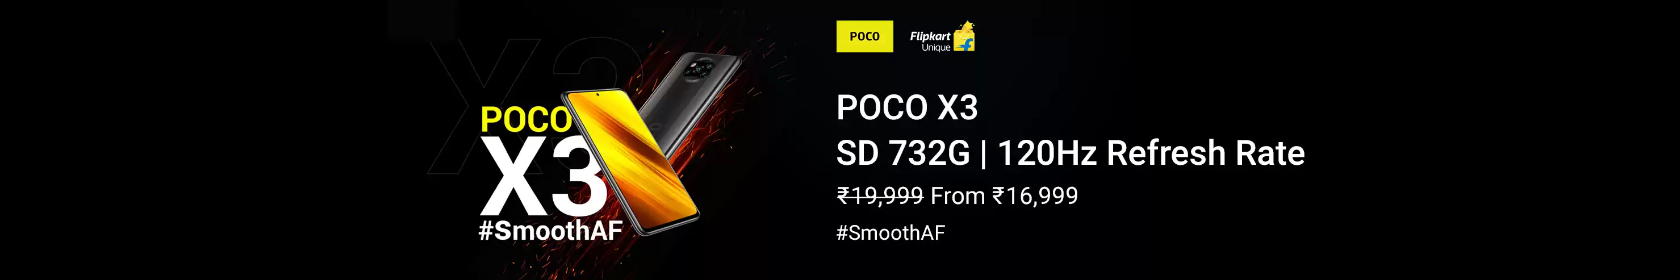 POCO
X3
#SmoothAF
POCO
Flipkart
Unique
POCO X3
SD 732G | 120Hz Refresh Rate
₹19,999 From ₹16,999
#SmoothAF